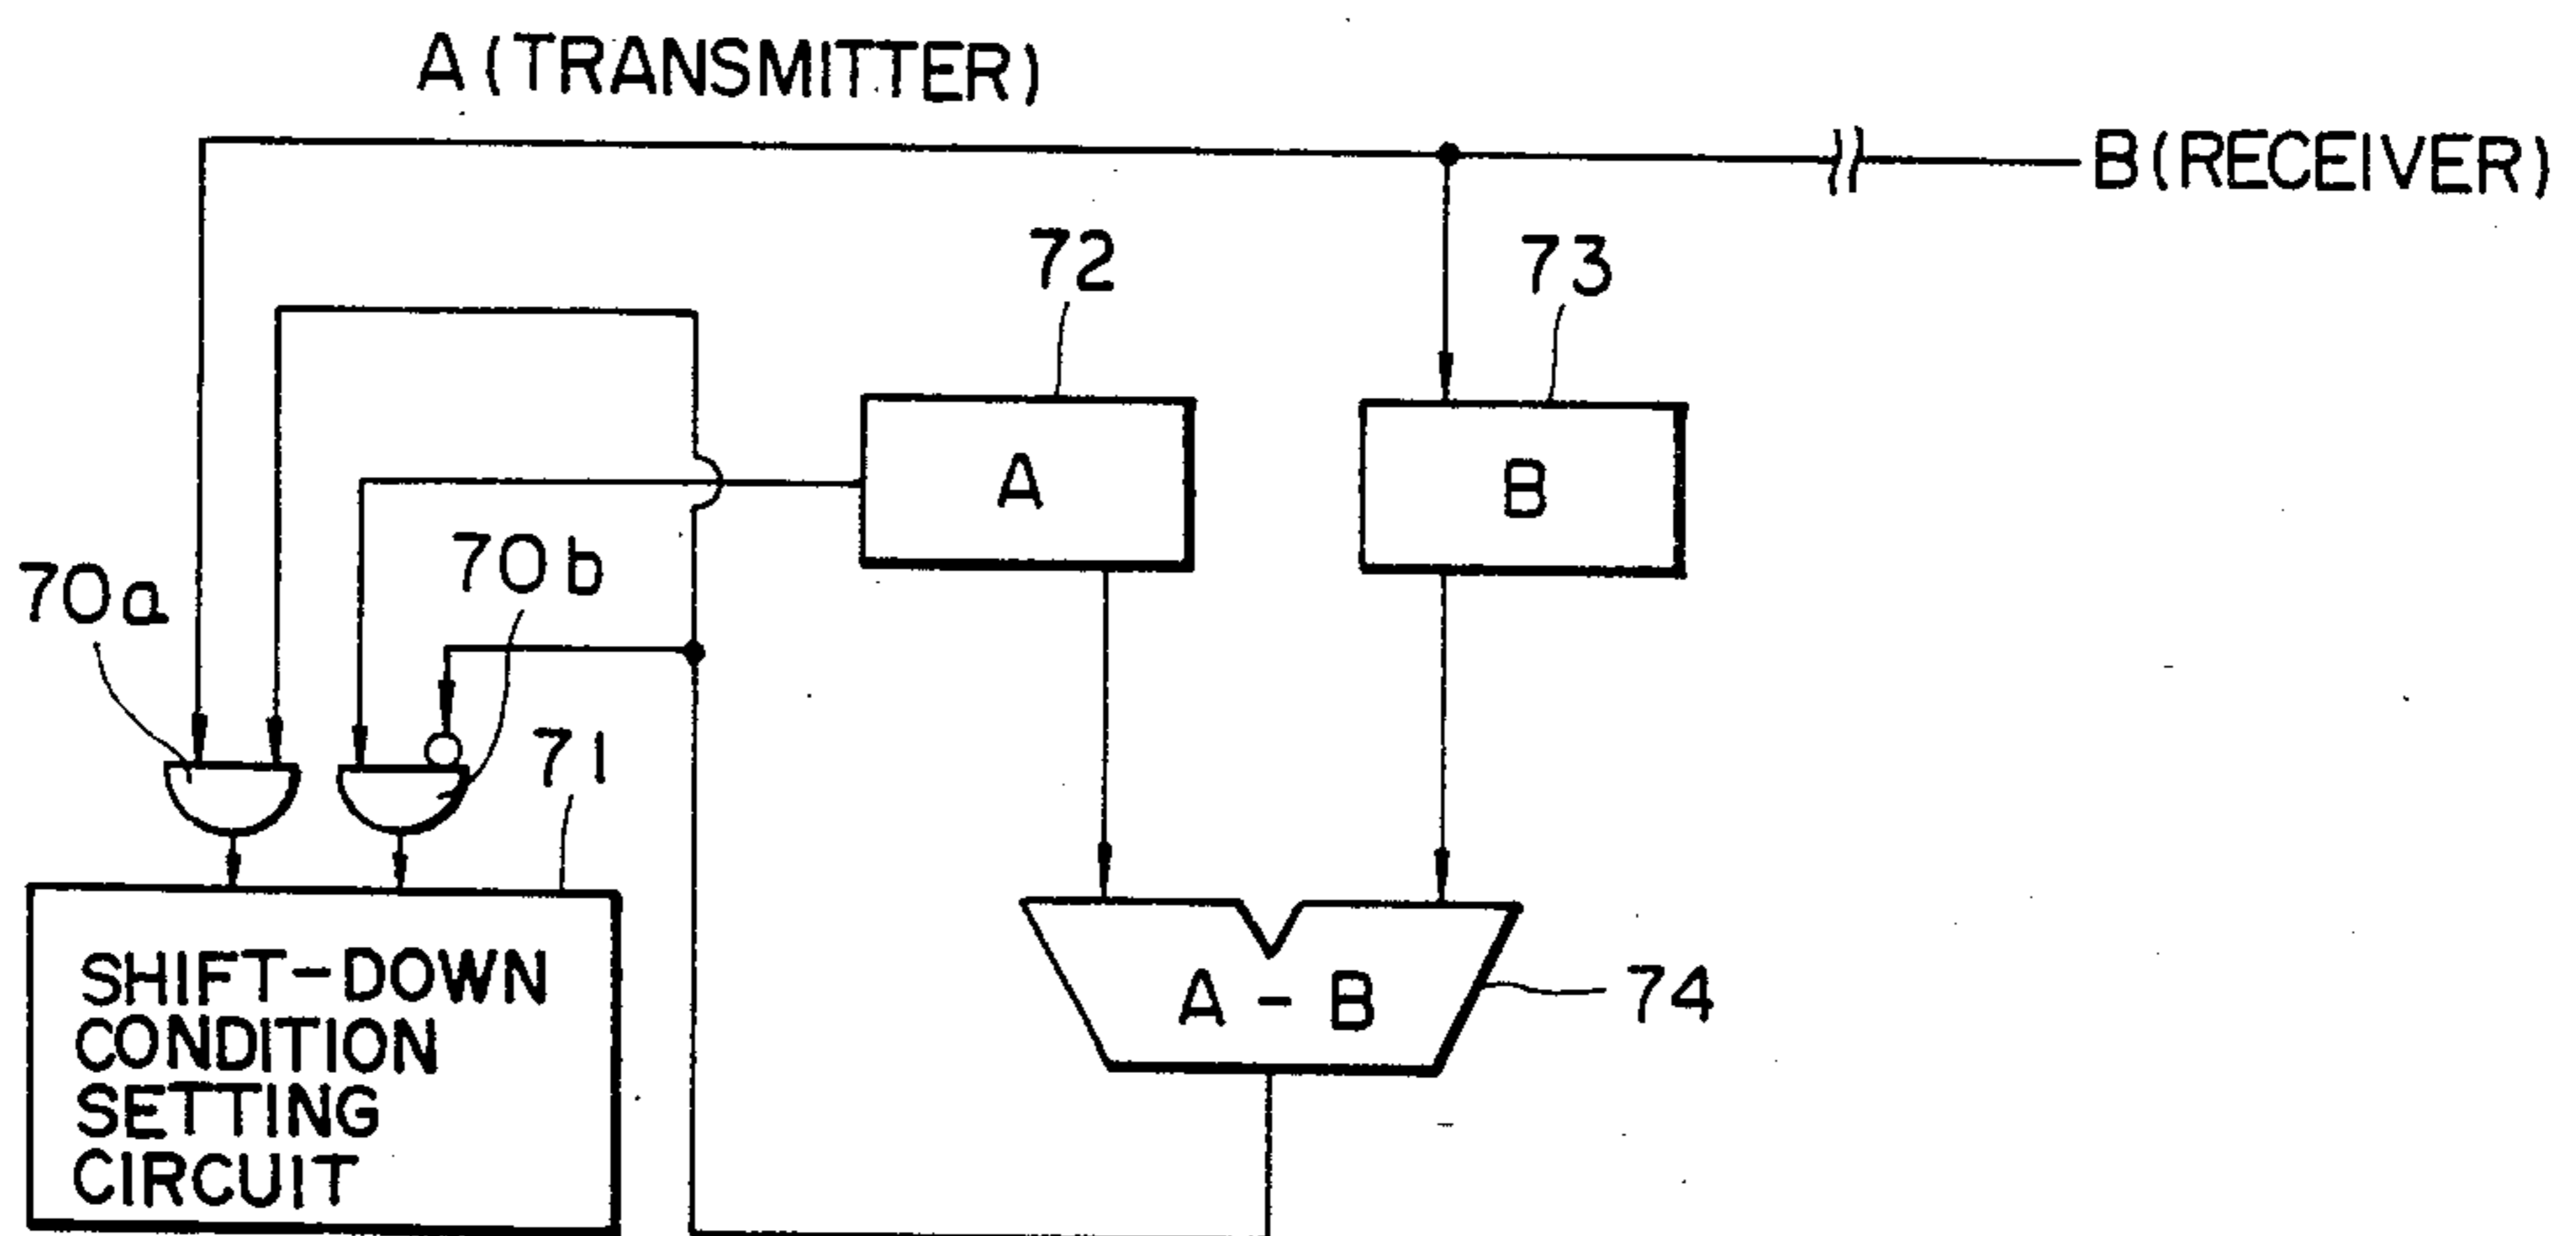 A (TRANSMITTER)
B (RECEIVER)
72
73
A
B
70a
70b
71
A - B
74
SHIFT-DOWN
CONDITION
SETTING
CIRCUIT